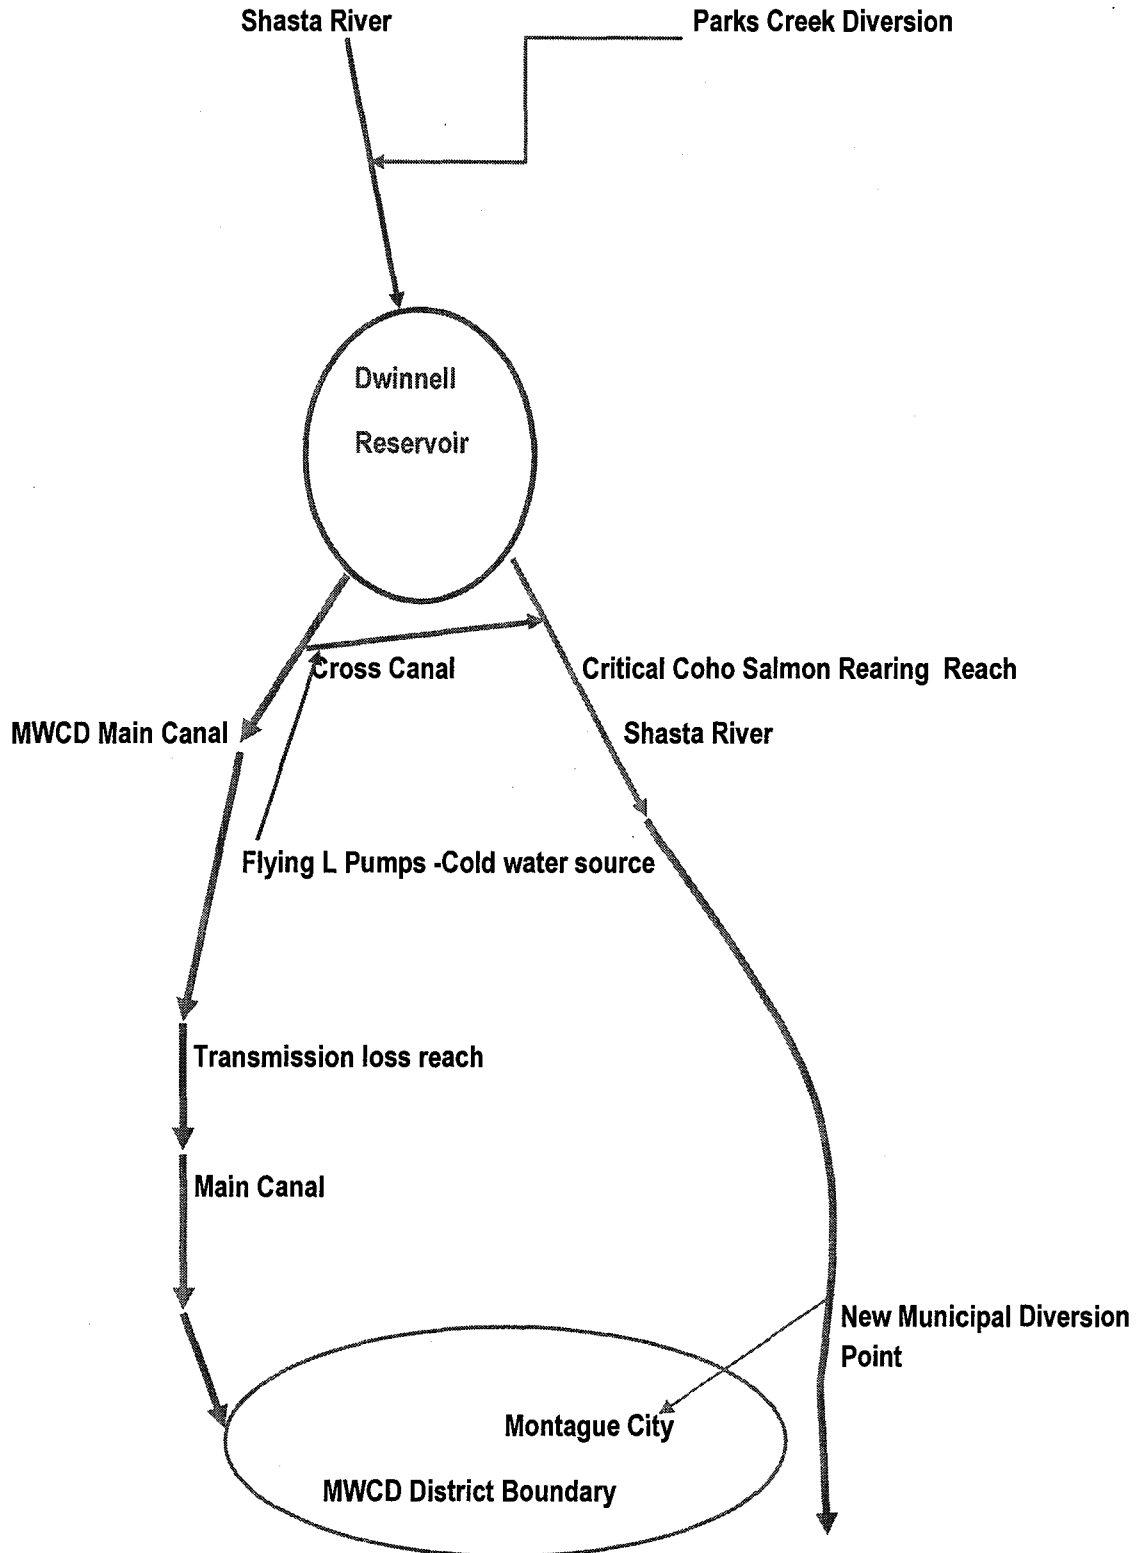 Shasta River
Parks Creek Diversion
Dwinnell
Reservoir
Cross Canal
Critical Coho Salmon Rearing Reach
MWCD Main Canal
Shasta River
Flying L Pumps -Cold water source
Transmission loss reach
Main Canal
New Municipal Diversion
Point
Montague City
MWCD District Boundary